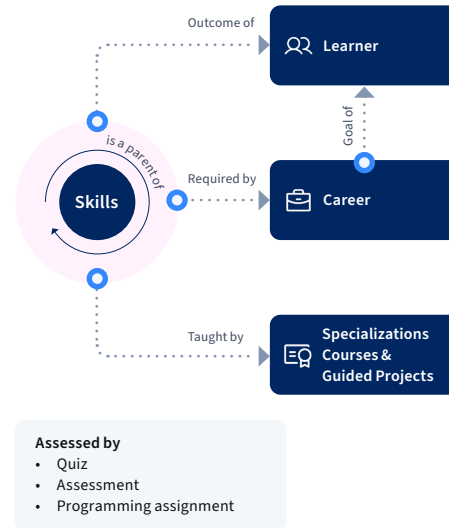 Outcome of
Learner
is a parent of
Goal of
Required by
Skills
Career
Taught by
Specializations
Courses &
Guided Projects
Assessed by
• Quiz
• Assessment
• Programming assignment